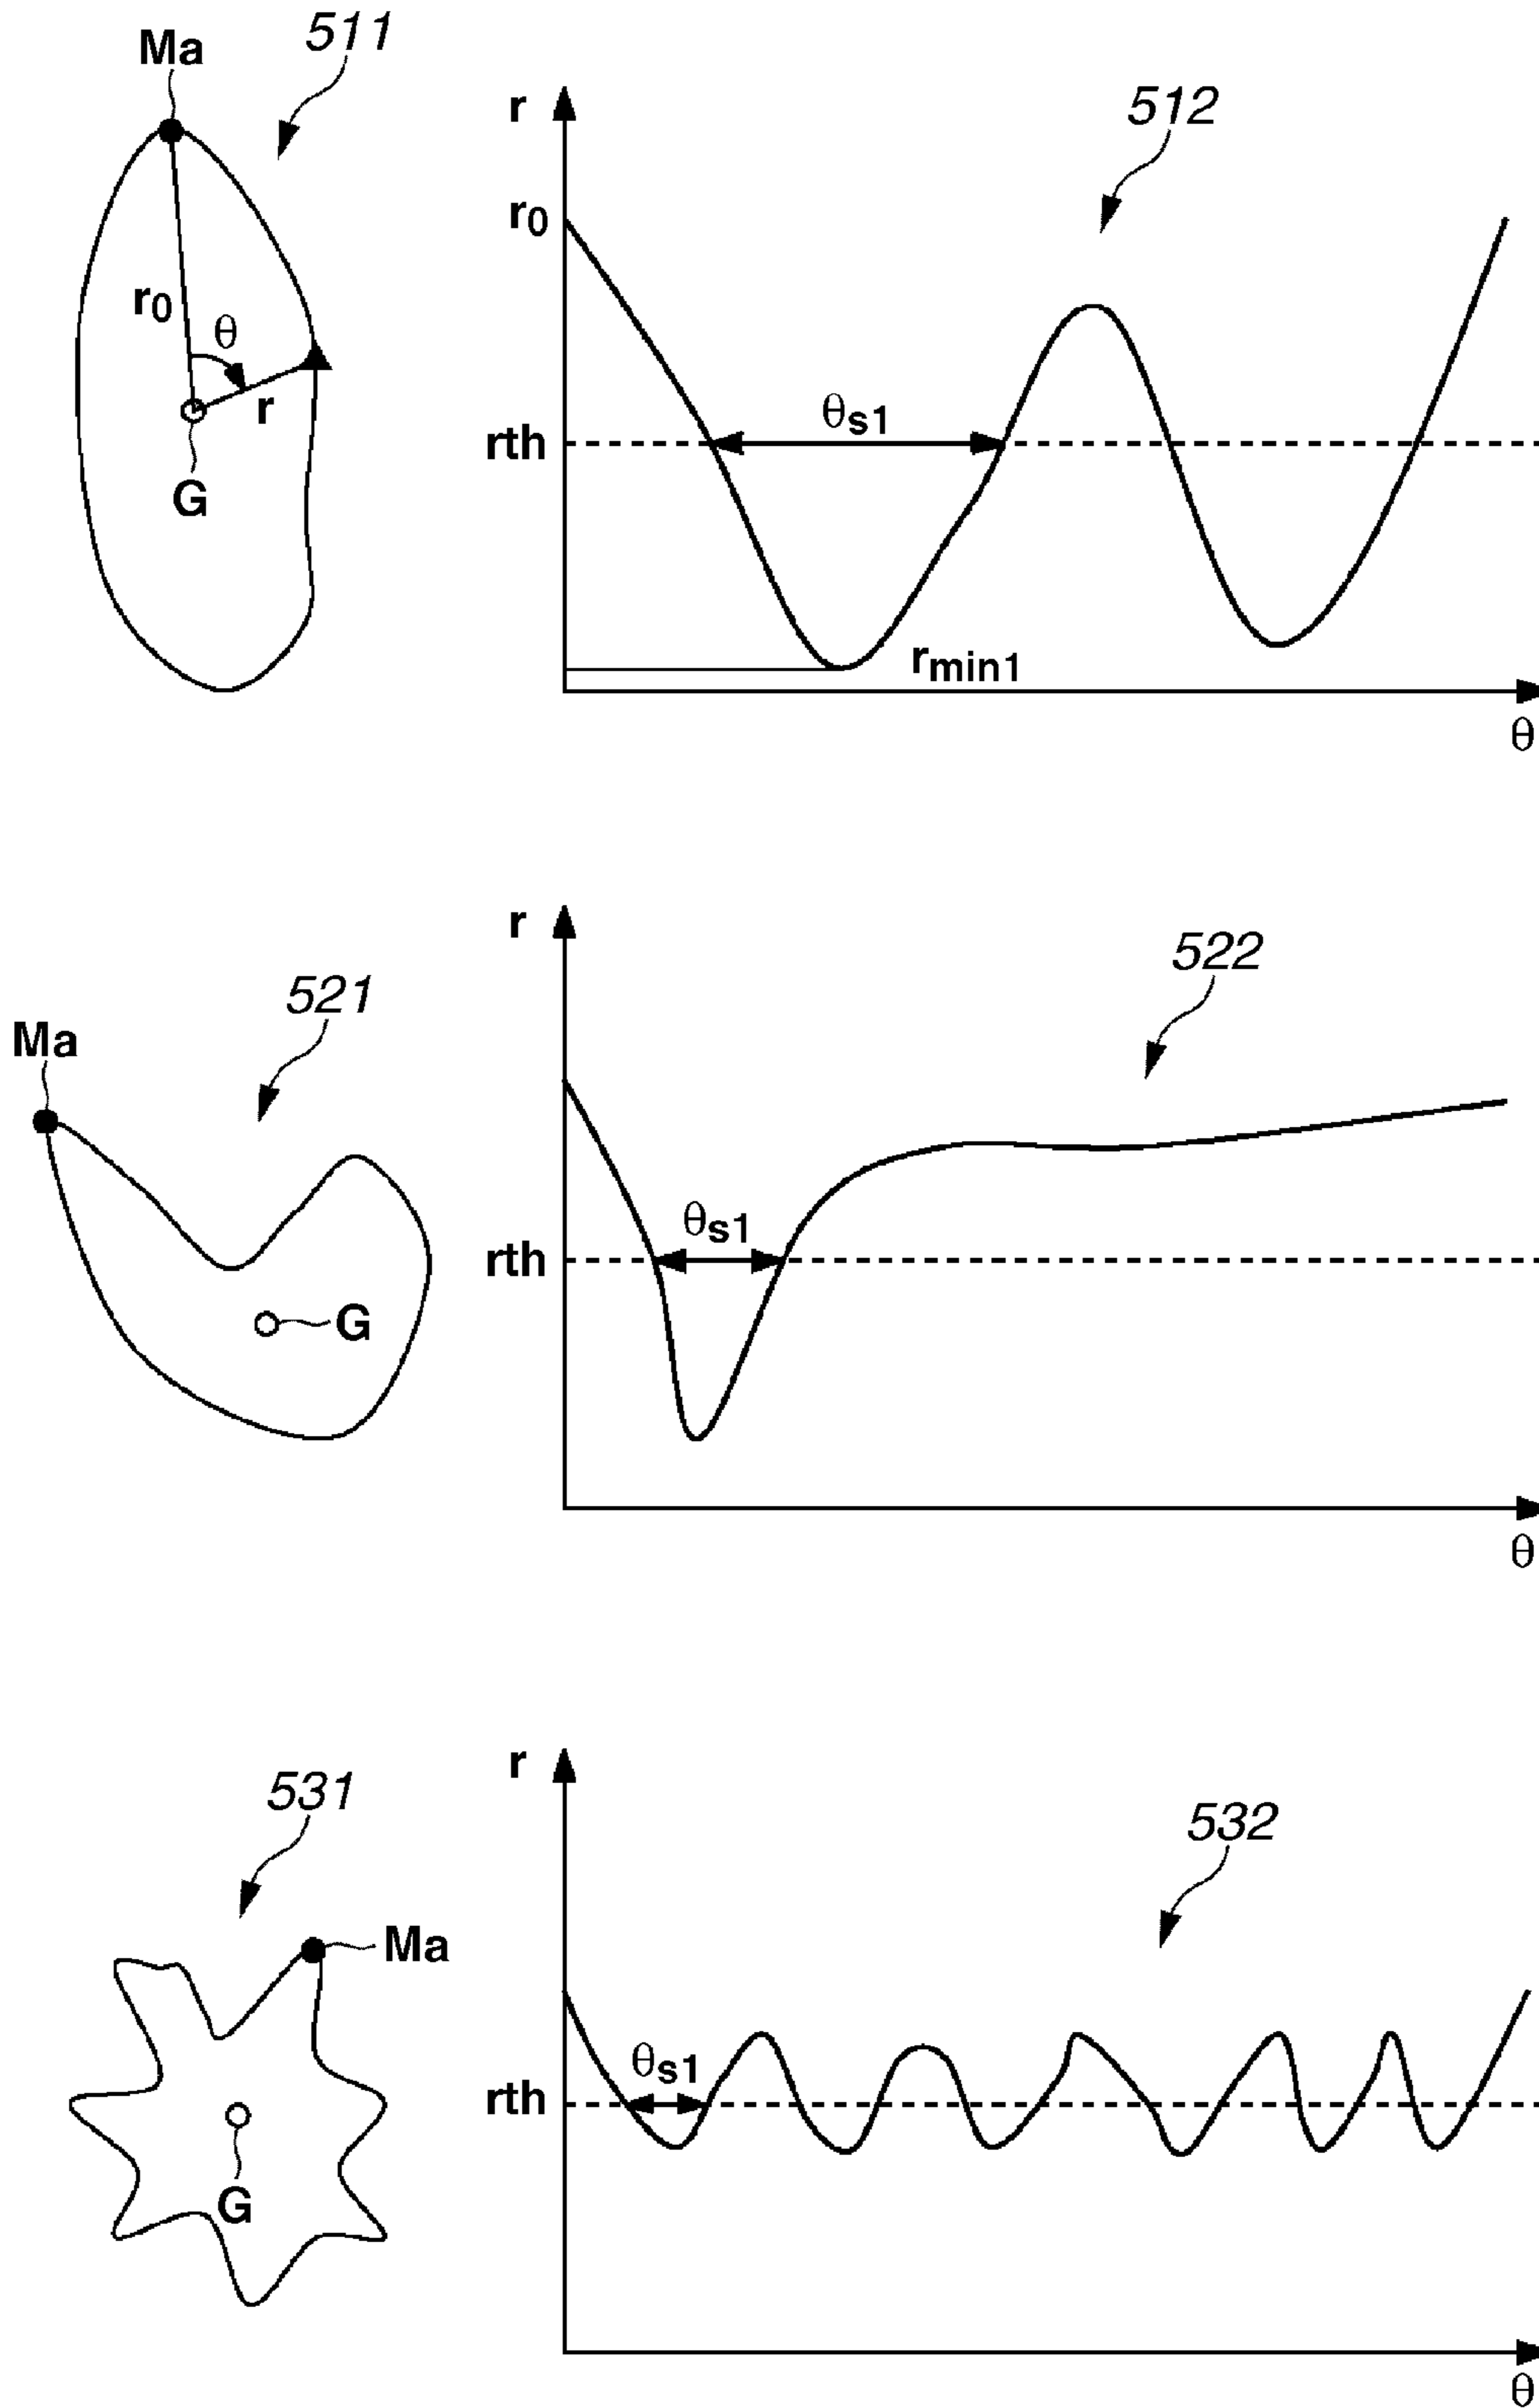 Ma
511
r
512
r0
r0
θ
θs1
rth
r
G
rmin1
θ
r
522
521
Ma
θs1
rth
G
θ
r
531
532
Ma
θs1
rth
G
θ